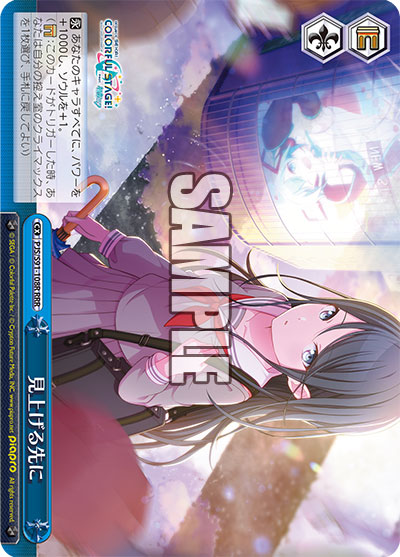 見上げる先に
CX
PJS/S91-108R RRR
あなたのキャラすべてに、パワーを
+1000し、ソウルを+1。
(:このカードがトリガーした時、あ
なたは自分の控え室のクライマックス
を1枚選び、手札に戻してよい)
COLORFUL STAGE!
SAMPLE
© SEGA / © Colorful Palette Inc. / © Crypton Future Media, INC. www.piapro.net
piapro
All rights reserved.